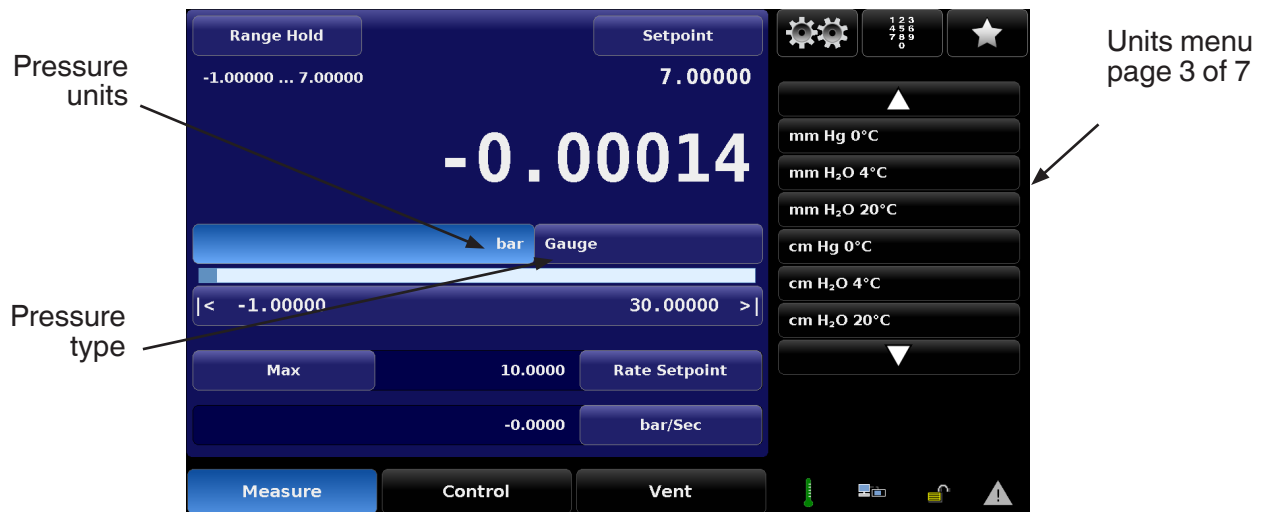 Pressure
units
Pressure
type
Range Hold
Setpoint
-1.00000 ... 7.00000
7.00000
-0.00014
bar
Gauge
|< -1.00000
30.00000 >|
Max
10.0000
Rate Setpoint
-0.0000
bar/Sec
Measure
Control
Vent
1 2 3
4 5 6
7 8 9
0
mm Hg 0°C
mm H₂O 4°C
mm H₂O 20°C
cm Hg 0°C
cm H₂O 4°C
cm H₂O 20°C
Units menu
page 3 of 7